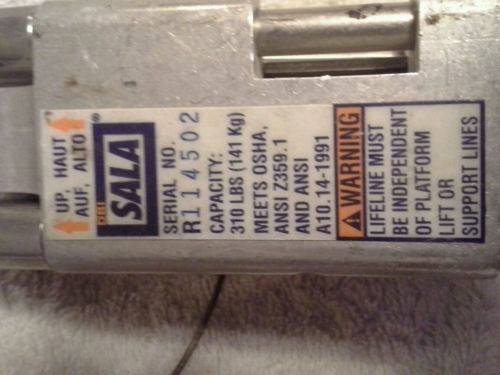 UP, HAUT
AUF, ALTO
DBI
SALA®
SERIAL NO.
R114502
CAPACITY:
310 LBS (141 Kg)
MEETS OSHA,
ANSI Z359.1
AND ANSI
A10.14-1991
WARNING
LIFELINE MUST
BE INDEPENDENT
OF PLATFORM
LIFT OR
SUPPORT LINES